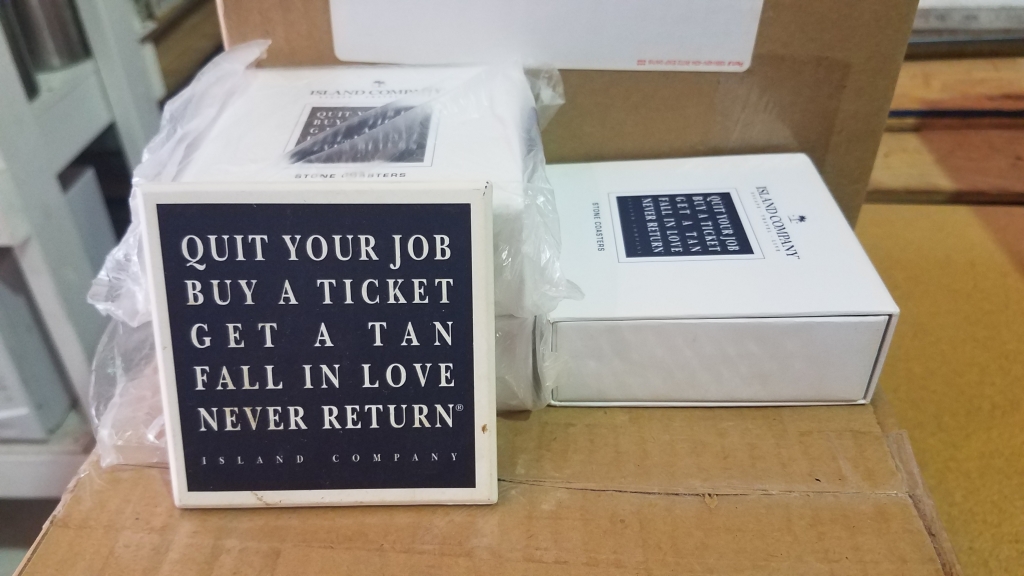 ISLAND COMPANY
QUIT YOUR JOB
BUY A TICKET
GET A TAN
FALL IN LOVE
NEVER RETURN®
ISLAND COMPANY
STONE COASTERS
ISLAND COMPANY
QUIT YOUR JOB
BUY A TICKET
GET A TAN
FALL IN LOVE
NEVER RETURN
STONE COASTERS